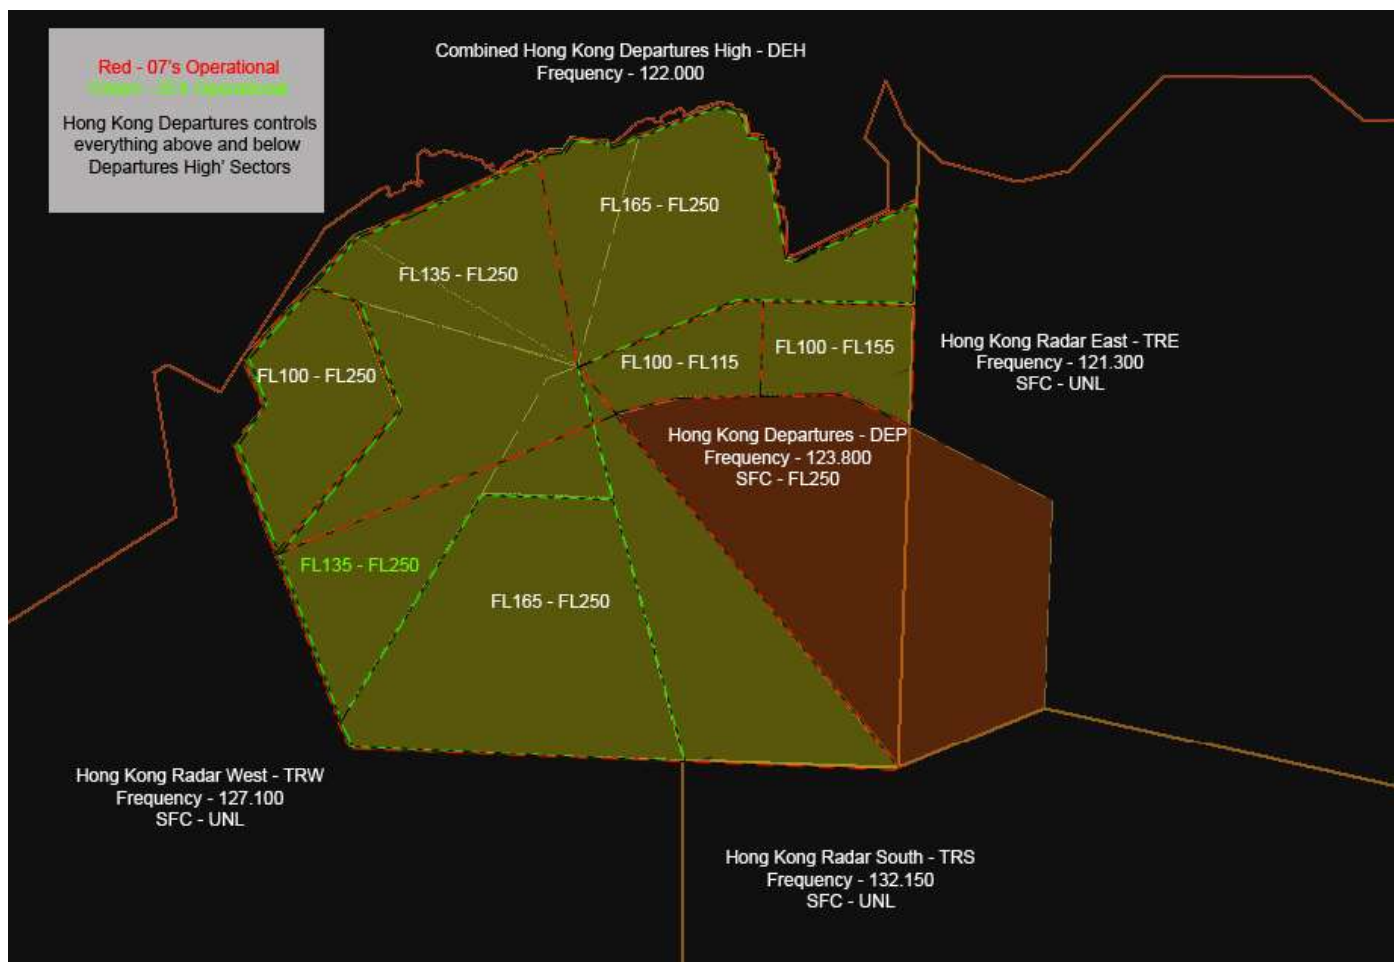 Combined Hong Kong Departures High - DEH
Frequency - 122.000
Red - 07's Operational
Operational
Hong Kong Departures controls
everything above and below
Departures High' Sectors
FL165 - FL250
FL135 - FL250
FL100 - FL250
FL100 - FL115
FL100 - FL155
Hong Kong Radar East - TRE
Frequency - 121.300
SFC - UNL
Hong Kong Departures - DEP
Frequency - 123.800
SFC - FL250
FL135 - FL250
FL165 - FL250
Hong Kong Radar West - TRW
Frequency - 127.100
SFC - UNL
Hong Kong Radar South - TRS
Frequency - 132.150
SFC - UNL